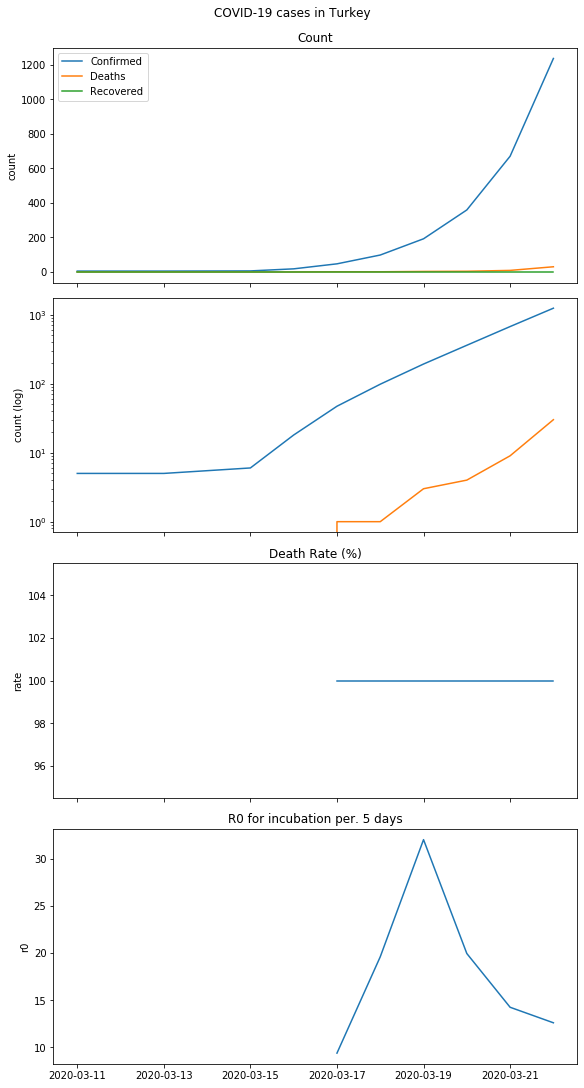 COVID-19 cases in Turkey
Count
Confirmed
Deaths
Recovered
1200
1000
800
600
400
200
0
count
10³
10²
10¹
10⁰
count (log)
Death Rate (%)
104
102
100
98
96
rate
R0 for incubation per. 5 days
30
25
20
15
10
r0
2020-03-11 2020-03-13 2020-03-15 2020-03-17 2020-03-19 2020-03-21